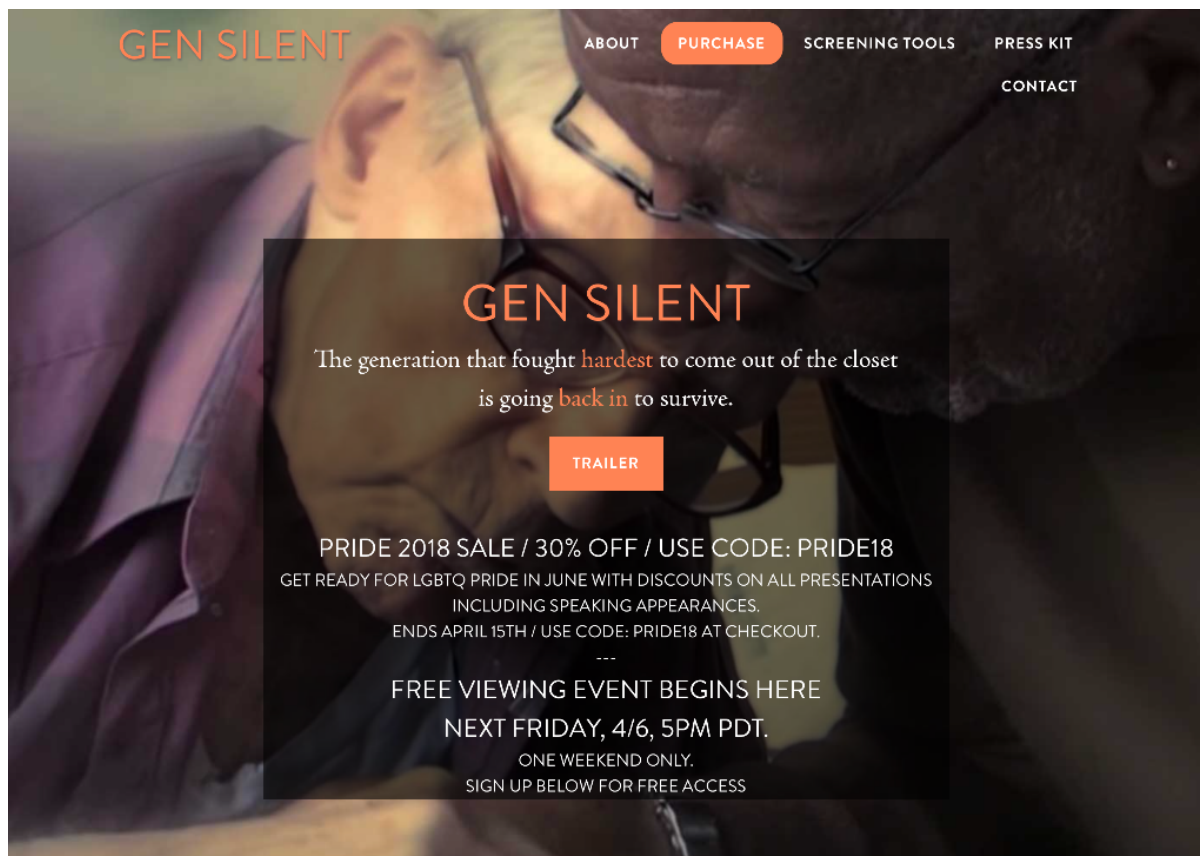 GEN SILENT
ABOUT
PURCHASE
SCREENING TOOLS
PRESS KIT
CONTACT
GEN SILENT
The generation that fought hardest to come out of the closet
is going back in to survive.
TRAILER
PRIDE 2018 SALE / 30% OFF / USE CODE: PRIDE18
GET READY FOR LGBTQ PRIDE IN JUNE WITH DISCOUNTS ON ALL PRESENTATIONS
INCLUDING SPEAKING APPEARANCES.
ENDS APRIL 15TH / USE CODE: PRIDE18 AT CHECKOUT.
---
FREE VIEWING EVENT BEGINS HERE
NEXT FRIDAY, 4/6, 5PM PDT.
ONE WEEKEND ONLY.
SIGN UP BELOW FOR FREE ACCESS